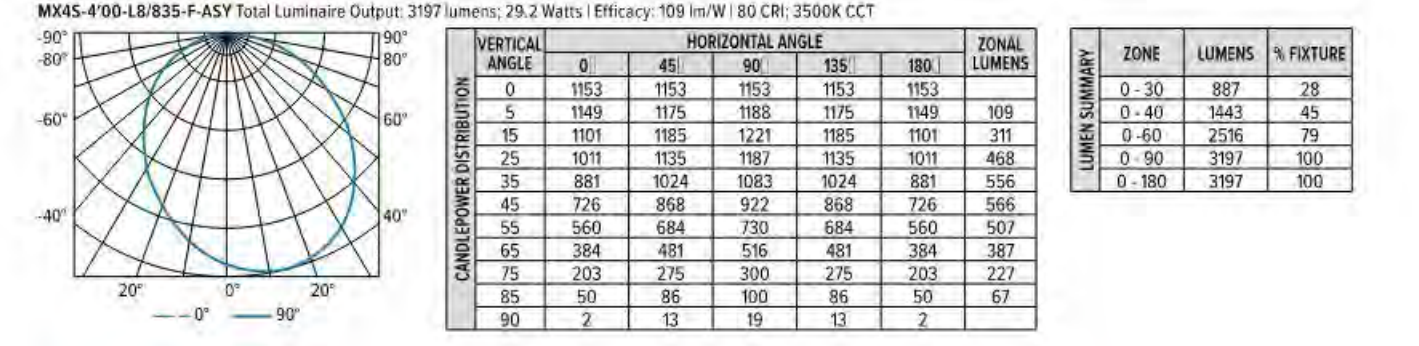 MX4S-4'00-L8/835-F-ASY Total Luminaire Output: 3197 lumens; 29.2 Watts | Efficacy: 109 lm/W | 80 CRI; 3500K CCT
-90° 90°
-80° 80°
-60° 60°
-40° 40°
20° 0° 20°
0° 90°
CANDLEPOWER DISTRIBUTION
VERTICAL ANGLE HORIZONTAL ANGLE ZONAL LUMENS
0 45 90 135 180
0 1153 1153 1153 1153 1153
5 1149 1175 1188 1175 1149 109
15 1101 1185 1221 1185 1101 311
25 1011 1135 1187 1135 1011 468
35 881 1024 1083 1024 881 556
45 726 868 922 868 726 566
55 560 684 730 684 560 507
65 384 481 516 481 384 387
75 203 275 300 275 203 227
85 50 86 100 86 50 67
90 2 13 19 13 2
LUMEN SUMMARY
ZONE LUMENS % FIXTURE
0 - 30 887 28
0 - 40 1443 45
0 -60 2516 79
0 - 90 3197 100
0 - 180 3197 100